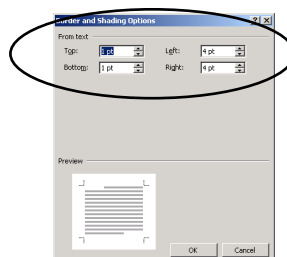 Border and Shading Options
From text
Top: 1 pt Left: 4 pt
Bottom: 1 pt Right: 4 pt
Preview
OK Cancel